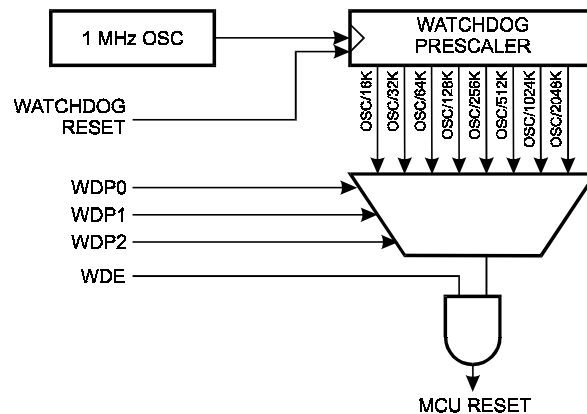 1 MHz OSC
WATCHDOG
PRESCALER
WATCHDOG
RESET
OSC/16K
OSC/32K
OSC/64K
OSC/128K
OSC/256K
OSC/512K
OSC/1024K
OSC/2048K
WDP0
WDP1
WDP2
WDE
MCU RESET